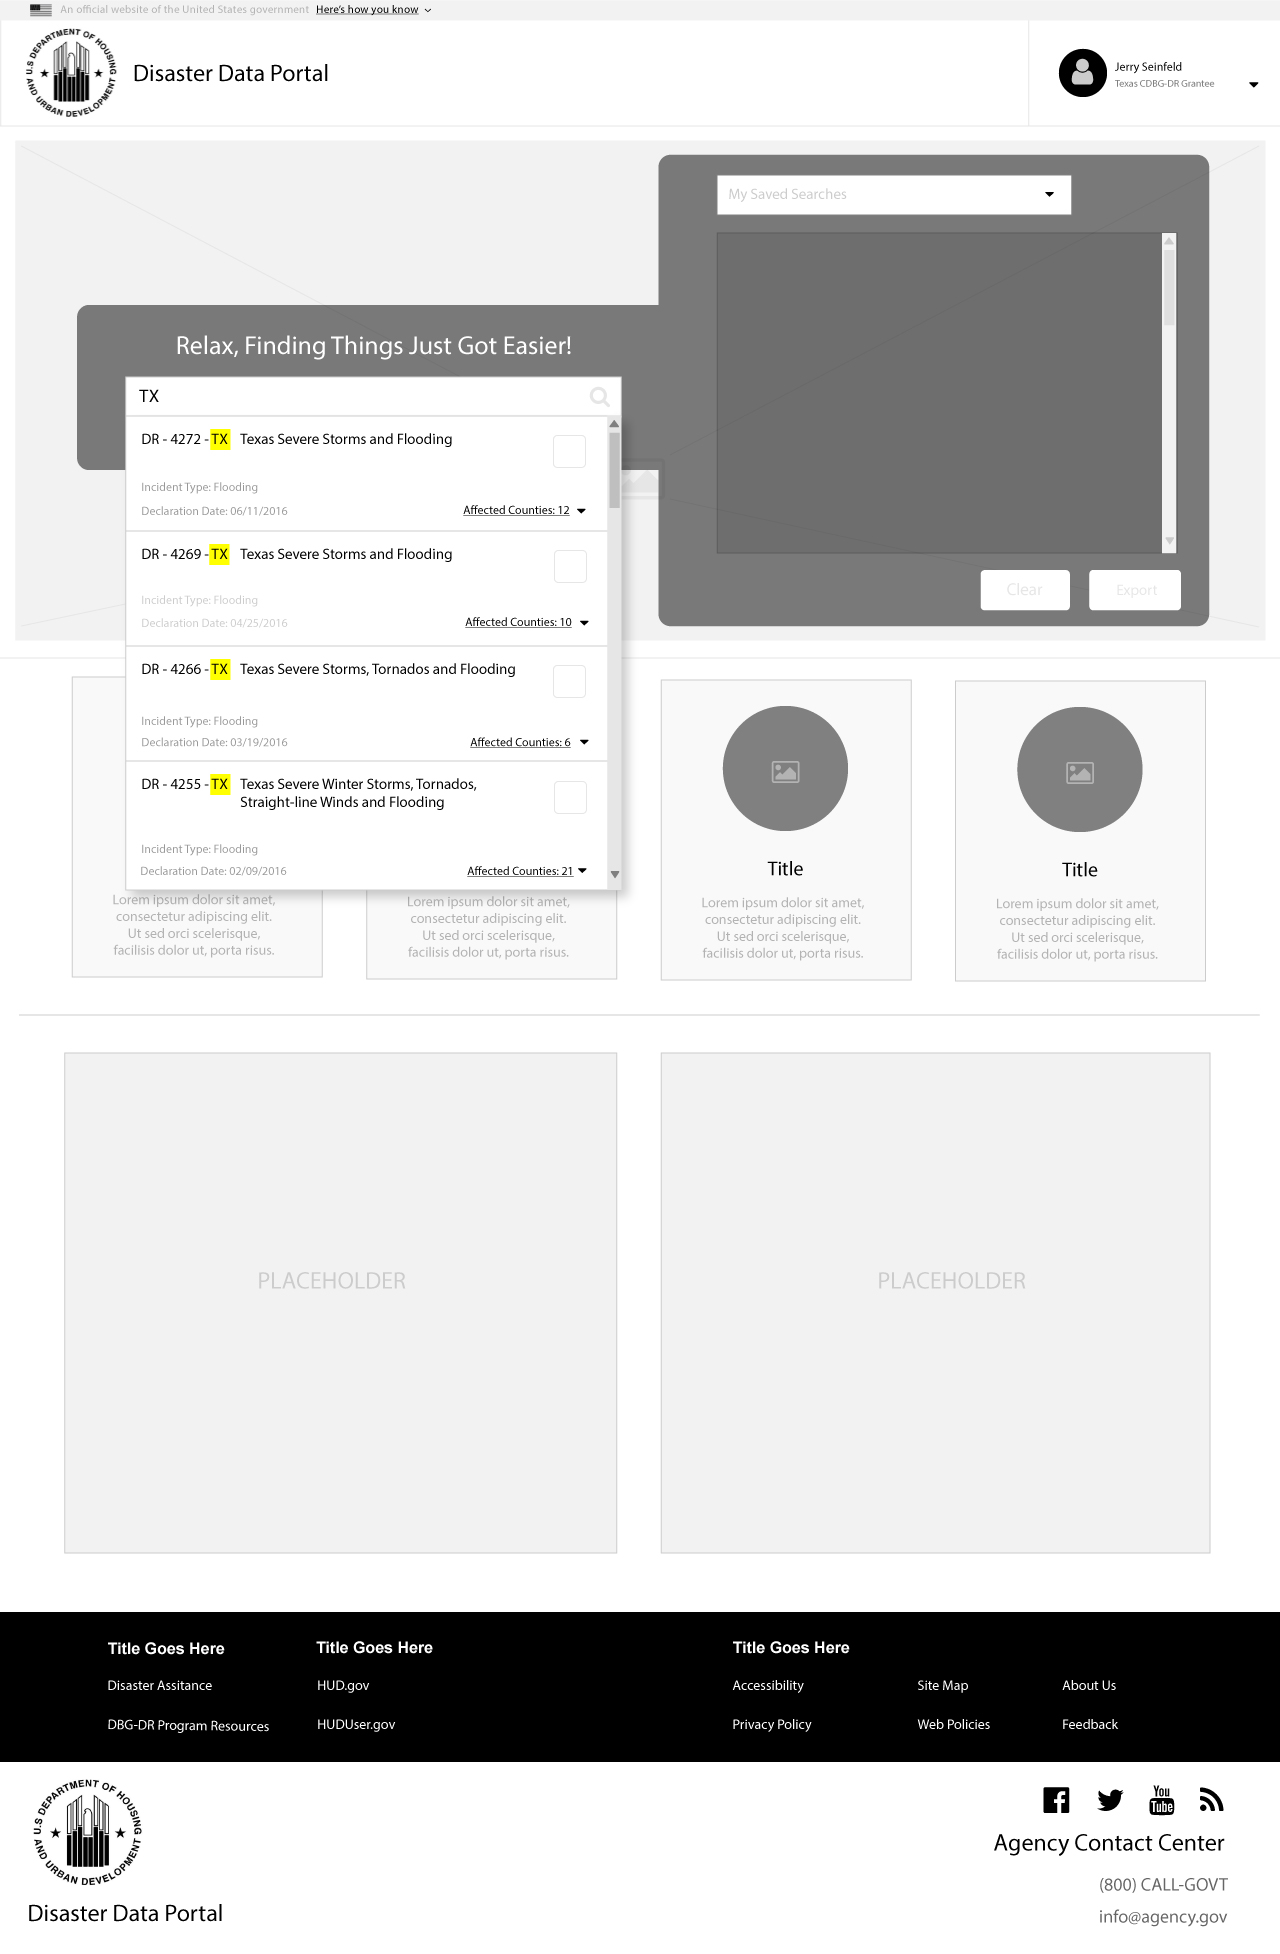 An official website of the United States government Here's how you know
U.S DEPARTMENT OF HOUSING
AND URBAN DEVELOPMENT
Disaster Data Portal
Jerry Seinfeld
Texas CDBG-DR Grantee
My Saved Searches
Relax, Finding Things Just Got Easier!
TX
DR - 4272 - TX Texas Severe Storms and Flooding
Incident Type: Flooding
Declaration Date: 06/11/2016
Affected Counties: 12
DR - 4269 - TX Texas Severe Storms and Flooding
Incident Type: Flooding
Declaration Date: 04/25/2016
Affected Counties: 10
DR - 4266 - TX Texas Severe Storms, Tornados and Flooding
Incident Type: Flooding
Declaration Date: 03/19/2016
Affected Counties: 6
DR - 4255 - TX Texas Severe Winter Storms, Tornados,
Straight-line Winds and Flooding
Incident Type: Flooding
Declaration Date: 02/09/2016
Affected Counties: 21
Clear
Export
Lorem ipsum dolor sit amet,
consectetur adipiscing elit.
Ut sed orci scelerisque,
facilisis dolor ut, porta risus.
Lorem ipsum dolor sit amet,
consectetur adipiscing elit.
Ut sed orci scelerisque,
facilisis dolor ut, porta risus.
Title
Lorem ipsum dolor sit amet,
consectetur adipiscing elit.
Ut sed orci scelerisque,
facilisis dolor ut, porta risus.
Title
Lorem ipsum dolor sit amet,
consectetur adipiscing elit.
Ut sed orci scelerisque,
facilisis dolor ut, porta risus.
PLACEHOLDER
PLACEHOLDER
Title Goes Here
Disaster Assitance
DBG-DR Program Resources
Title Goes Here
HUD.gov
HUDUser.gov
Title Goes Here
Accessibility
Privacy Policy
Site Map
Web Policies
About Us
Feedback
U.S DEPARTMENT OF HOUSING
AND URBAN DEVELOPMENT
Disaster Data Portal
You
Tube
Agency Contact Center
(800) CALL-GOVT
info@agency.gov